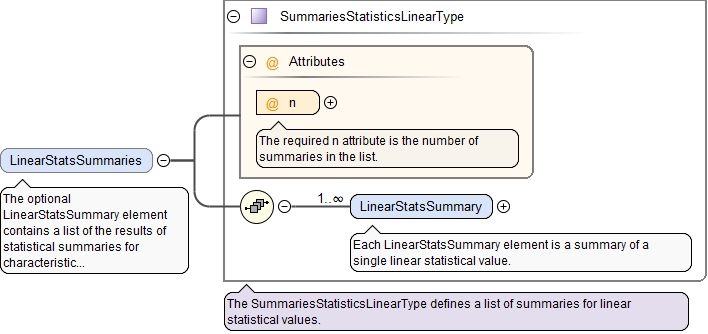 SummariesStatisticsLinearType
@ Attributes
@ n
The required n attribute is the number of
summaries in the list.
LinearStatsSummaries
The optional
LinearStatsSummary element
contains a list of the results of
statistical summaries for
characteristic...
1..∞
LinearStatsSummary
Each LinearStatsSummary element is a summary of a
single linear statistical value.
The SummariesStatisticsLinearType defines a list of summaries for linear
statistical values.